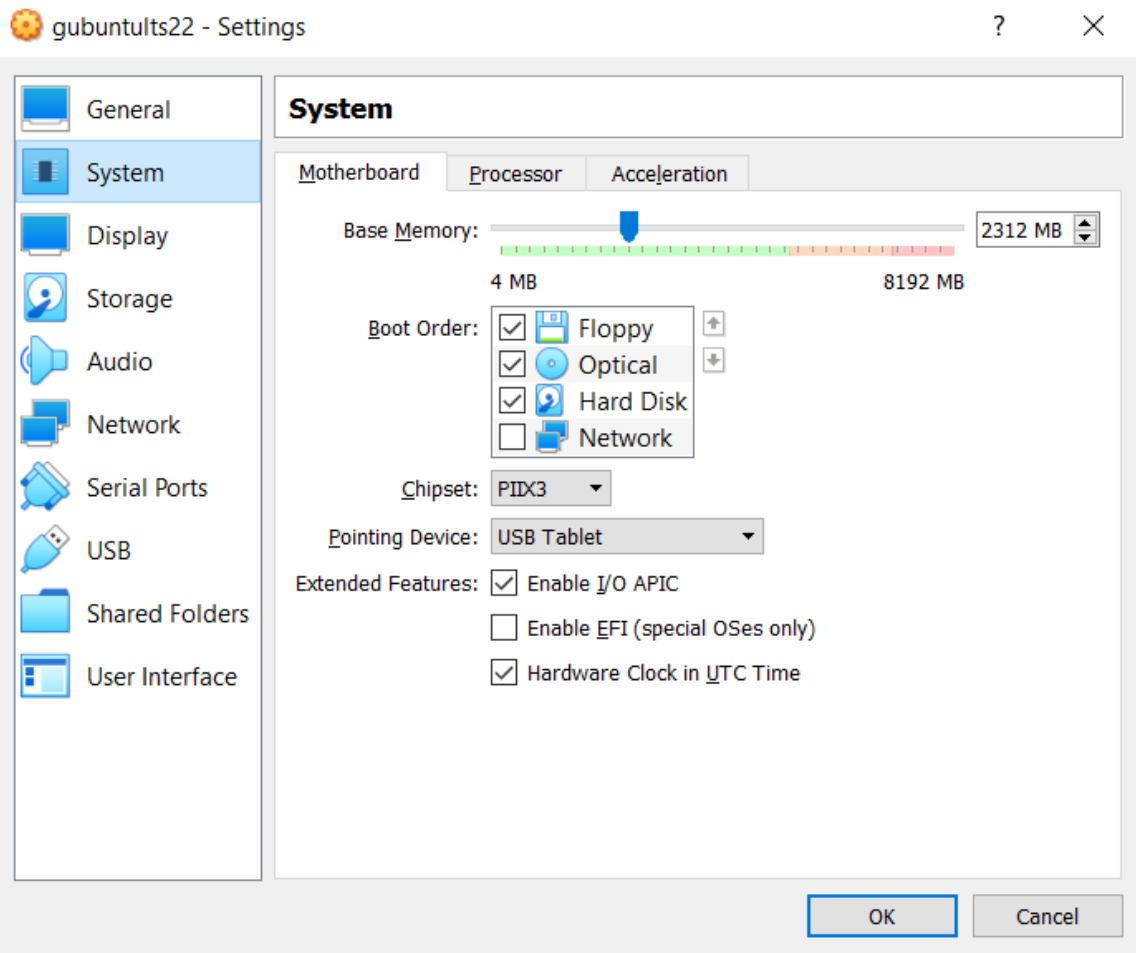 gubuntults22 - Settings
?
General
System
Display
Storage
Audio
Network
Serial Ports
USB
Shared Folders
User Interface
System
Motherboard
Processor
Acceleration
Base Memory:
2312 MB
4 MB
8192 MB
Boot Order:
Floppy
Optical
Hard Disk
Network
Chipset:
PIIX3
Pointing Device:
USB Tablet
Extended Features:
Enable I/O APIC
Enable EFI (special OSes only)
Hardware Clock in UTC Time
OK
Cancel